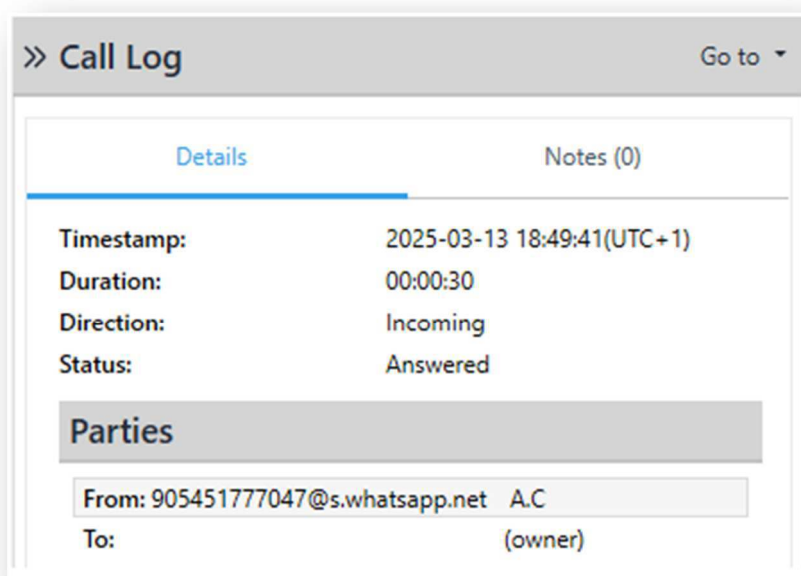 » Call Log Go to
Details Notes (0)
Timestamp: 2025-03-13 18:49:41(UTC+1)
Duration: 00:00:30
Direction: Incoming
Status: Answered
Parties
From: 905451777047@s.whatsapp.net A.C
To: (owner)